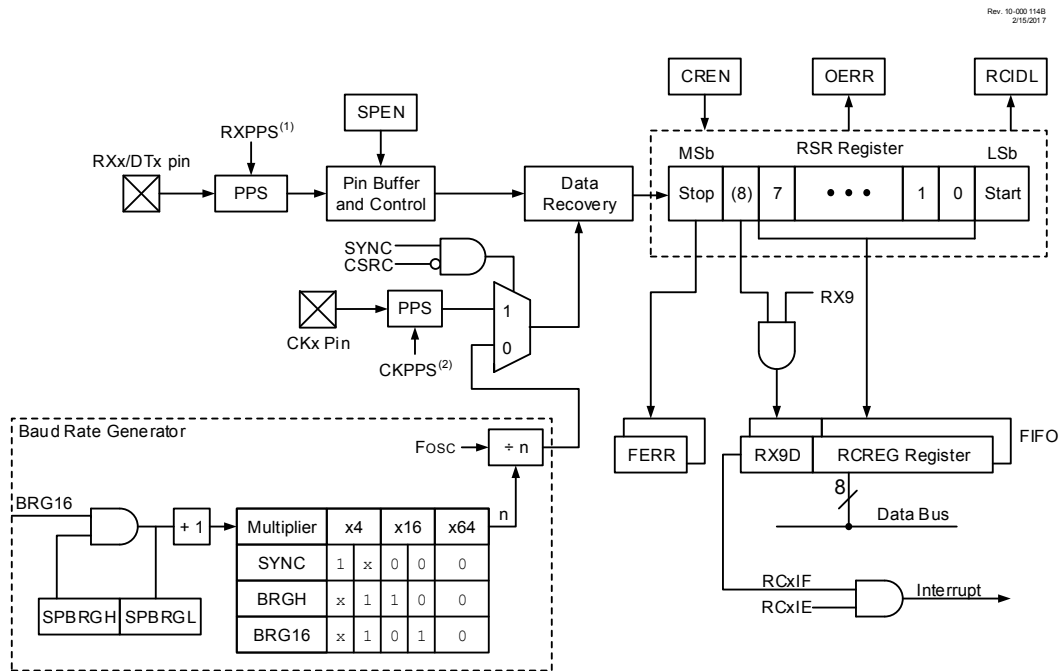 Rev. 10-000 114B
2/15/2017
CREN
OERR
RCIDL
SPEN
RXPPS(1)
RXx/DTx pin
PPS
Pin Buffer
and Control
Data
Recovery
MSb
RSR Register
LSb
Stop
(8)
7
• • •
1
0
Start
SYNC
CSRC
CKx Pin
PPS
CKPPS(2)
1
0
RX9
Baud Rate Generator
FOSC
÷ n
n
FERR
RX9D
RCREG Register
FIFO
8
Data Bus
BRG16
+ 1
SPBRGH
SPBRGL
Multiplier x4 x16 x64
SYNC 1 x 0 0 0
BRGH x 1 1 0 0
BRG16 x 1 0 1 0
RCxIF
RCxIE
Interrupt